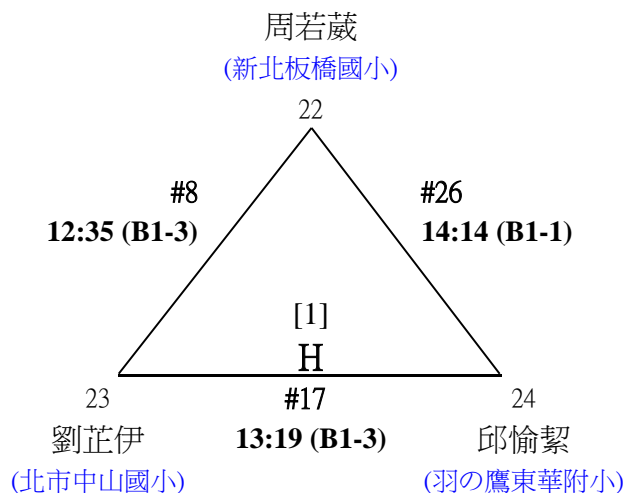 周若葳
(新北板橋國小)
22
#8
12:35 (B1-3)
#26
14:14 (B1-1)
[1]
H
23
#17
24
劉芷伊
13:19 (B1-3)
邱愉絜
(北市中山國小)
(羽の鷹東華附小)